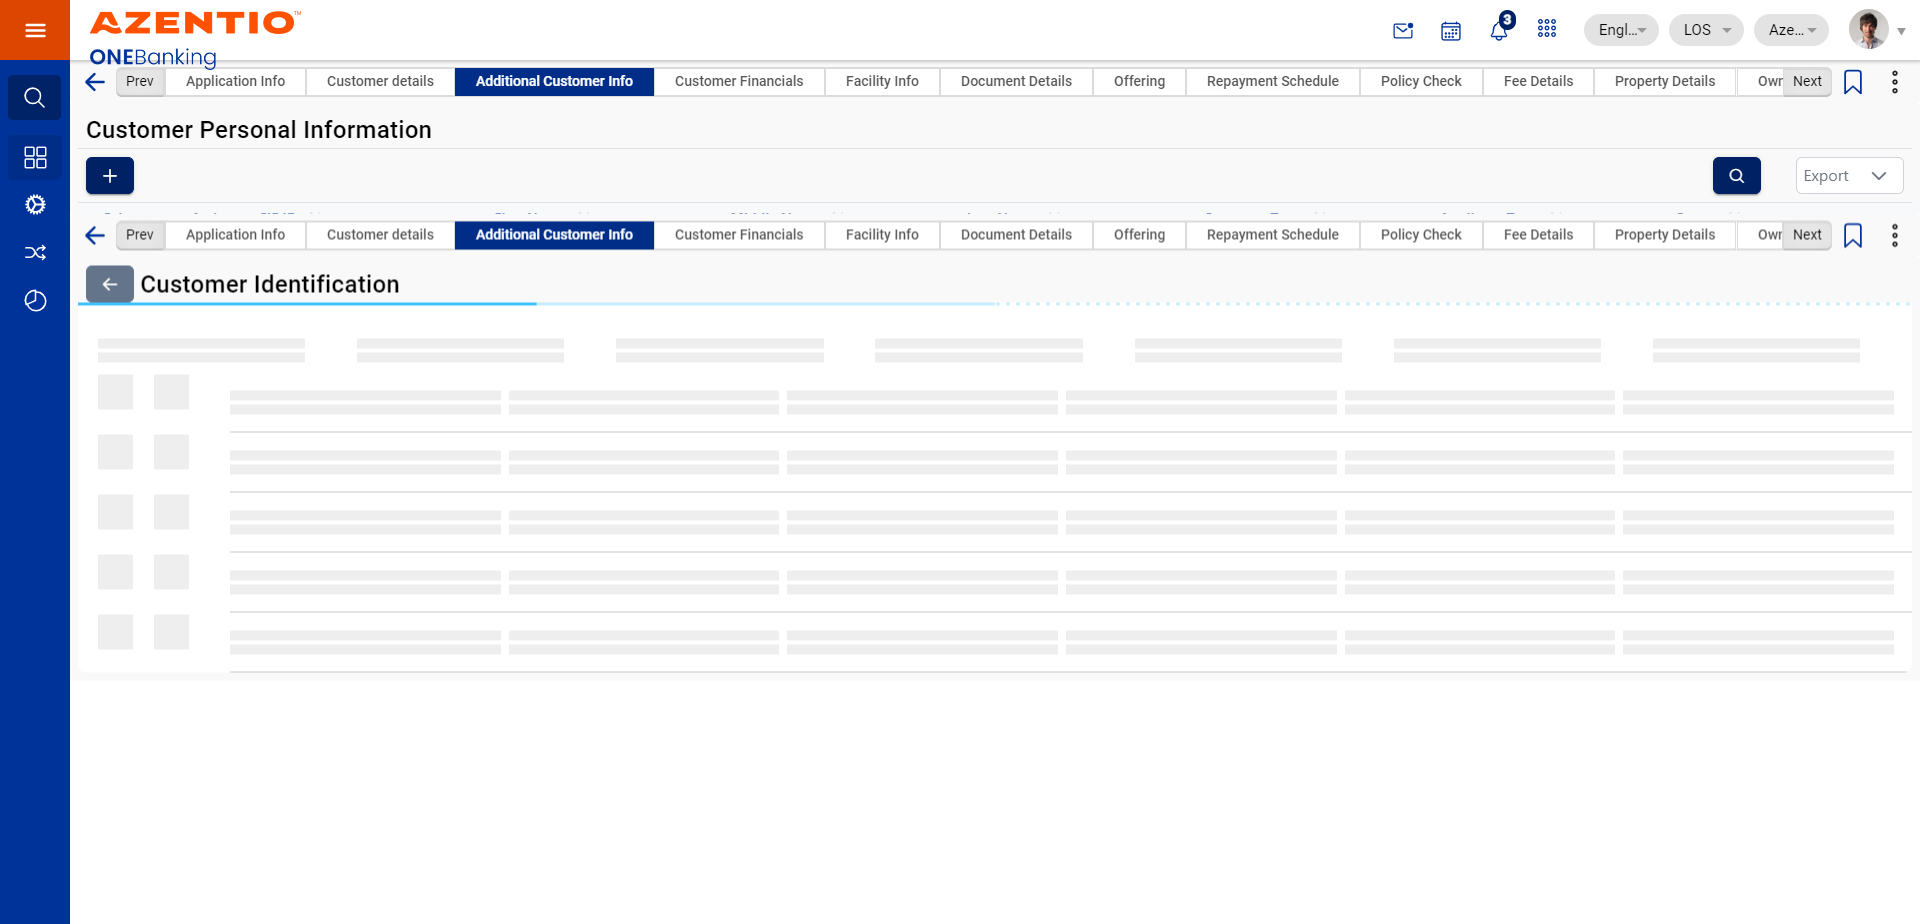 AZENTIO™
ONEBanking
3
Engl...
LOS
Aze...
Prev
Application Info
Customer details
Additional Customer Info
Customer Financials
Facility Info
Document Details
Offering
Repayment Schedule
Policy Check
Fee Details
Property Details
Own
Next
Customer Personal Information
Export
Prev
Application Info
Customer details
Additional Customer Info
Customer Financials
Facility Info
Document Details
Offering
Repayment Schedule
Policy Check
Fee Details
Property Details
Own
Next
Customer Identification